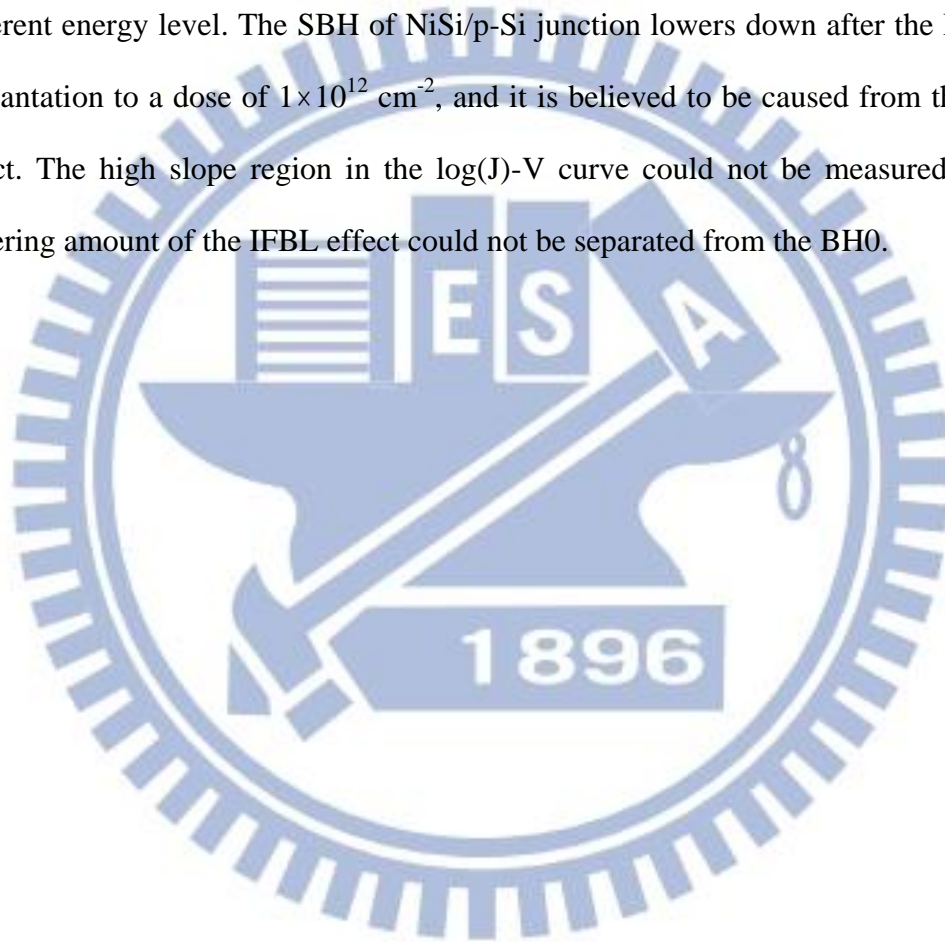 erent energy level. The SBH of NiSi/p-Si junction lowers down after the
antation to a dose of 1×10¹² cm⁻², and it is believed to be caused from th
ct. The high slope region in the log(J)-V curve could not be measured
ering amount of the IFBL effect could not be separated from the BH0.
E S A
8
1896